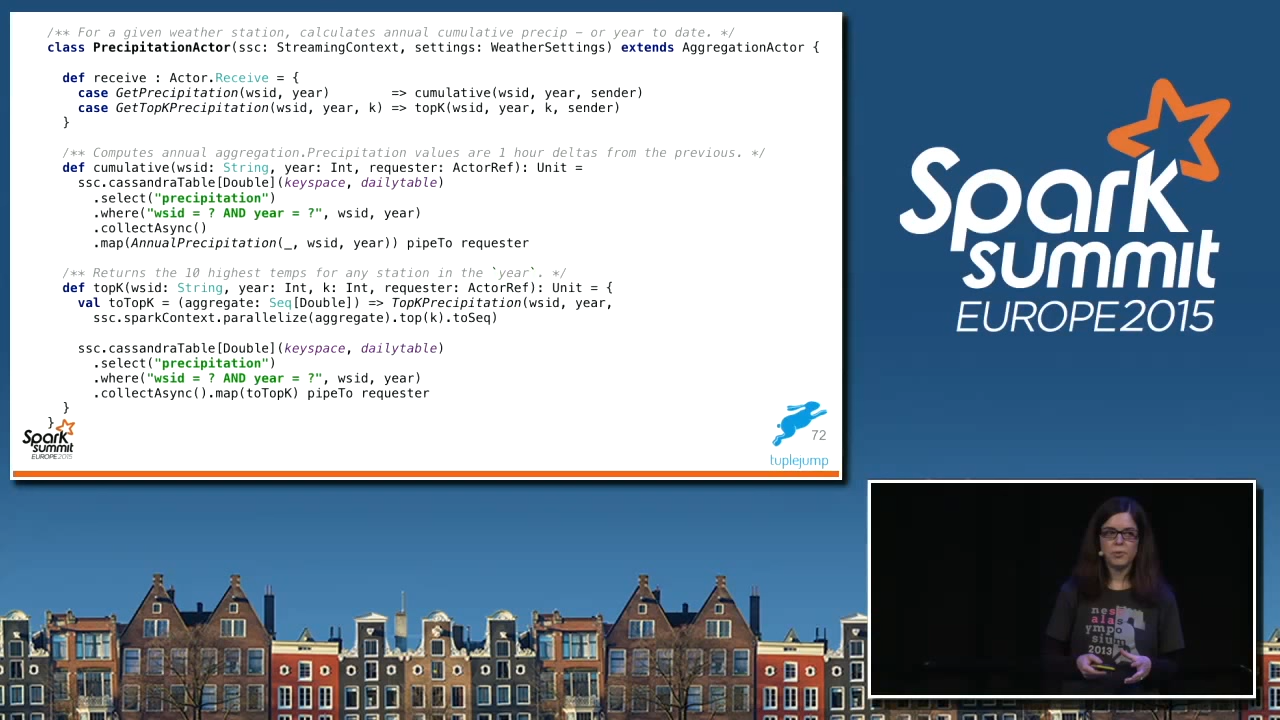 /** For a given weather station, calculates annual cumulative precip – or year to date. */
class PrecipitationActor(ssc: StreamingContext, settings: WeatherSettings) extends AggregationActor {
def receive : Actor.Receive = {
case GetPrecipitation(wsid, year)        => cumulative(wsid, year, sender)
case GetTopKPrecipitation(wsid, year, k) => topK(wsid, year, k, sender)
}
/** Computes annual aggregation.Precipitation values are 1 hour deltas from the previous. */
def cumulative(wsid: String, year: Int, requester: ActorRef): Unit =
ssc.cassandraTable[Double](keyspace, dailytable)
.select("precipitation")
.where("wsid = ? AND year = ?", wsid, year)
.collectAsync()
.map(AnnualPrecipitation(_, wsid, year)) pipeTo requester
/** Returns the 10 highest temps for any station in the `year`. */
def topK(wsid: String, year: Int, k: Int, requester: ActorRef): Unit = {
val toTopK = (aggregate: Seq[Double]) => TopKPrecipitation(wsid, year,
ssc.sparkContext.parallelize(aggregate).top(k).toSeq)
ssc.cassandraTable[Double](keyspace, dailytable)
.select("precipitation")
.where("wsid = ? AND year = ?", wsid, year)
.collectAsync().map(toTopK) pipeTo requester
}
}
Spark
summit
EUROPE2015
72
tuplejump
Spark
summit
EUROPE2015
nes
alas
ympo
sium
2013